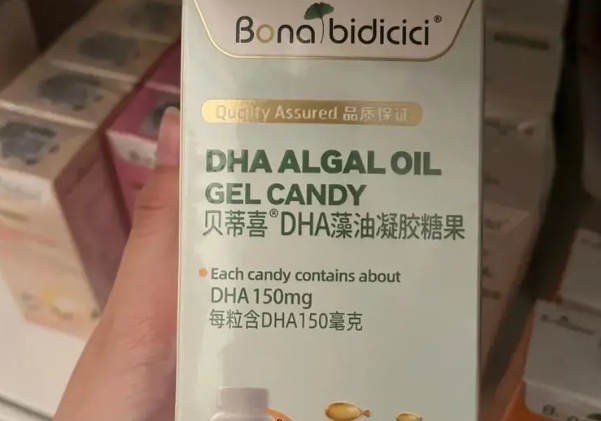 Bona bidicici®
Quality Assured 品质保证
DHA ALGAL OIL
GEL CANDY
贝蒂喜®DHA藻油凝胶糖果
Each candy contains about
DHA 150mg
每粒含DHA150毫克